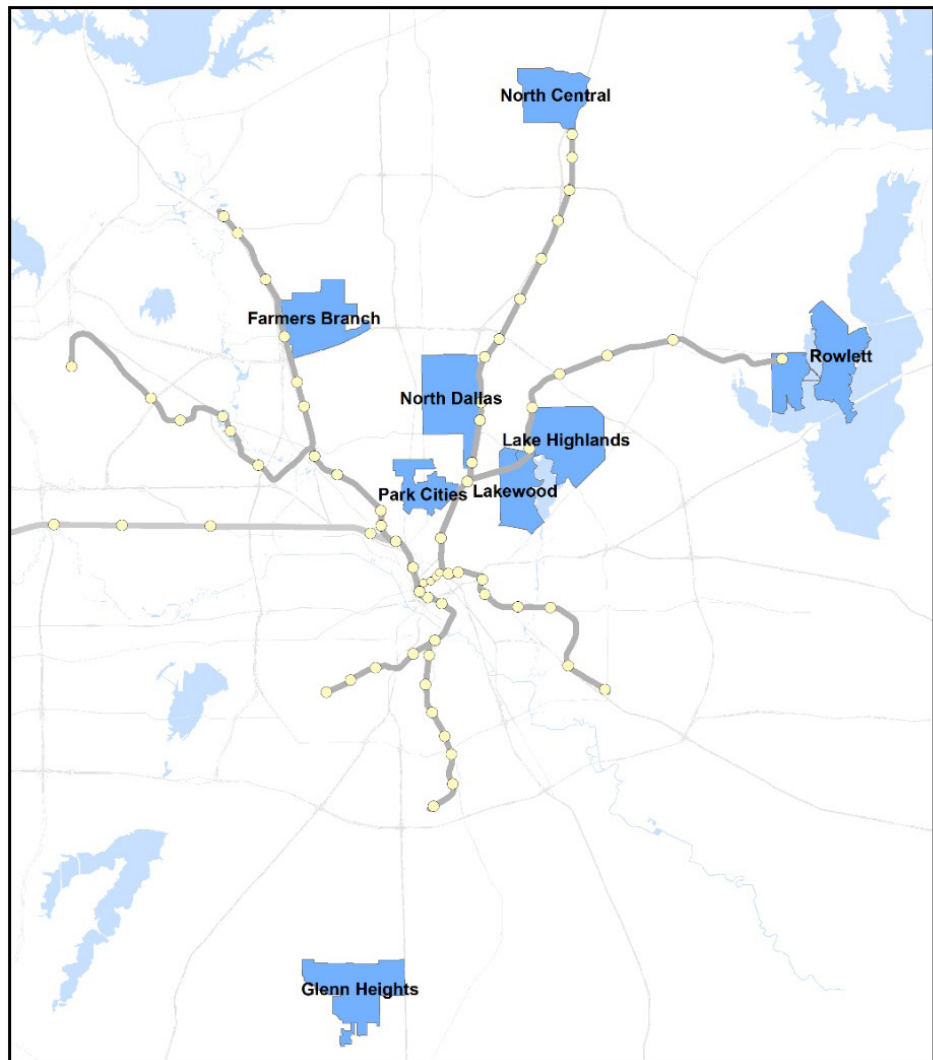 North Central
Farmers Branch
Rowlett
North Dallas
Lake Highlands
Park Cities
Lakewood
Glenn Heights